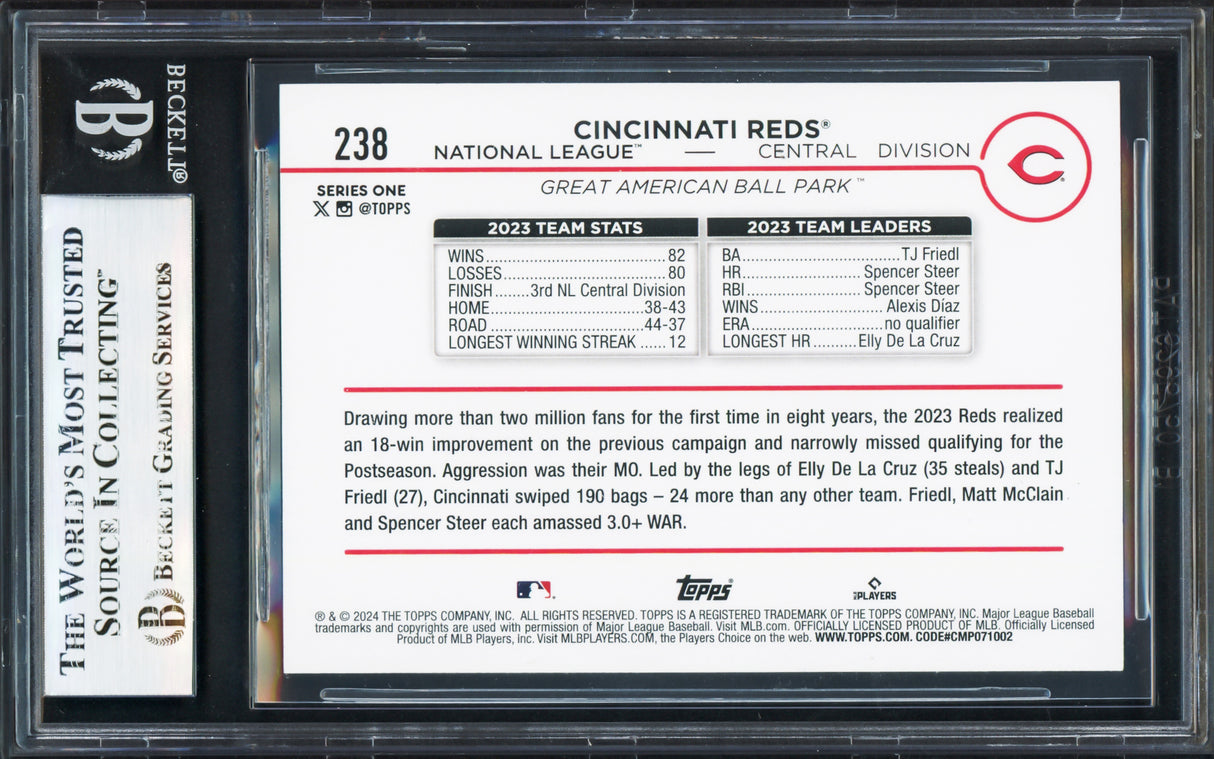 BECKETT®
THE WORLD'S MOST TRUSTED
SOURCE IN COLLECTING™
BECKETT GRADING SERVICES
238
CINCINNATI REDS®
NATIONAL LEAGUE™ — CENTRAL DIVISION
GREAT AMERICAN BALL PARK™
SERIES ONE
@TOPPS
2023 TEAM STATS
WINS..........................................82
LOSSES......................................80
FINISH........3rd NL Central Division
HOME...................................38-43
ROAD...................................44-37
LONGEST WINNING STREAK......12
2023 TEAM LEADERS
BA..................................TJ Friedl
HR..........................Spencer Steer
RBI.........................Spencer Steer
WINS...........................Alexis Díaz
ERA............................no qualifier
LONGEST HR..........Elly De La Cruz
Drawing more than two million fans for the first time in eight years, the 2023 Reds realized
an 18-win improvement on the previous campaign and narrowly missed qualifying for the
Postseason. Aggression was their MO. Led by the legs of Elly De La Cruz (35 steals) and TJ
Friedl (27), Cincinnati swiped 190 bags – 24 more than any other team. Friedl, Matt McClain
and Spencer Steer each amassed 3.0+ WAR.
Topps®
MLBPLAYERS
® & © 2024 THE TOPPS COMPANY, INC. ALL RIGHTS RESERVED. TOPPS IS A REGISTERED TRADEMARK OF THE TOPPS COMPANY, INC. Major League Baseball
trademarks and copyrights are used with permission of Major League Baseball. Visit MLB.com. OFFICIALLY LICENSED PRODUCT OF MLB. Officially Licensed
Product of MLB Players, Inc. Visit MLBPLAYERS.COM, the Players Choice on the web. WWW.TOPPS.COM. CODE#CMP071002